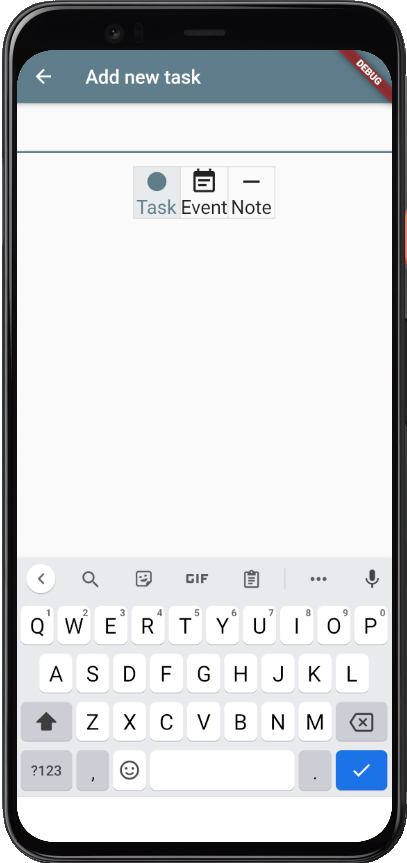 Add new task
DEBUG
Task Event Note
GIF
1 2 3 4 5 6 7 8 9 0
Q W E R T Y U I O P
A S D F G H J K L
Z X C V B N M
?123 , .